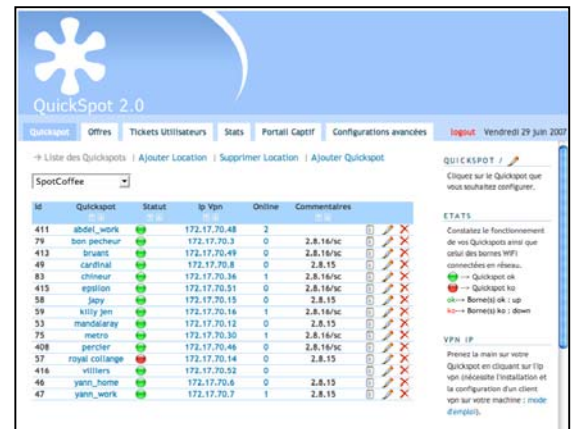 QuickSpot 2.0
Quickspot Offres Tickets Utilisateurs Stats Portail Captif Configurations avancées logout Vendredi 29 juin 2007
→ Liste des Quickspots | Ajouter Location | Supprimer Location | Ajouter Quickspot
SpotCoffee
Id Quickspot Statut Ip Vpn Online Commentaires
411 abdel_work 172.17.70.48 2
79 bon pecheur 172.17.70.3 0 2.8.16/sc
413 bruant 172.17.70.49 0 2.8.16/sc
49 cardinal 172.17.70.8 0 2.8.15
83 chineur 172.17.70.36 1 2.8.16/sc
415 epsilon 172.17.70.51 0 2.8.16/sc
58 japy 172.17.70.15 0 2.8.15
59 killy jen 172.17.70.16 1 2.8.16/sc
53 mandalaray 172.17.70.12 0 2.8.15
75 metro 172.17.70.30 1 2.8.16/sc
408 percier 172.17.70.46 0 2.8.16/sc
57 royal collange 172.17.70.14 0 2.8.15
416 villiers 172.17.70.52 0
46 yann_home 172.17.70.6 0 2.8.15
47 yann_work 172.17.70.7 1 2.8.15
QUICKSPOT /
Cliquez sur le Quickspot que
vous souhaitez configurer.
ETATS
Constatez le fonctionnement
de vos Quickspots ainsi que
celui des bornes WiFi
connectées en réseau.
--> Quickspot ok
--> Quickspot ko
ok--> Borne(s) ok : up
ko--> Borne(s) ko : down
VPN IP
Prenez la main sur votre
Quickspot en cliquant sur l'ip
vpn (nécessite l'installation et
la configuration d'un client
vpn sur votre machine : mode
d'emploi).